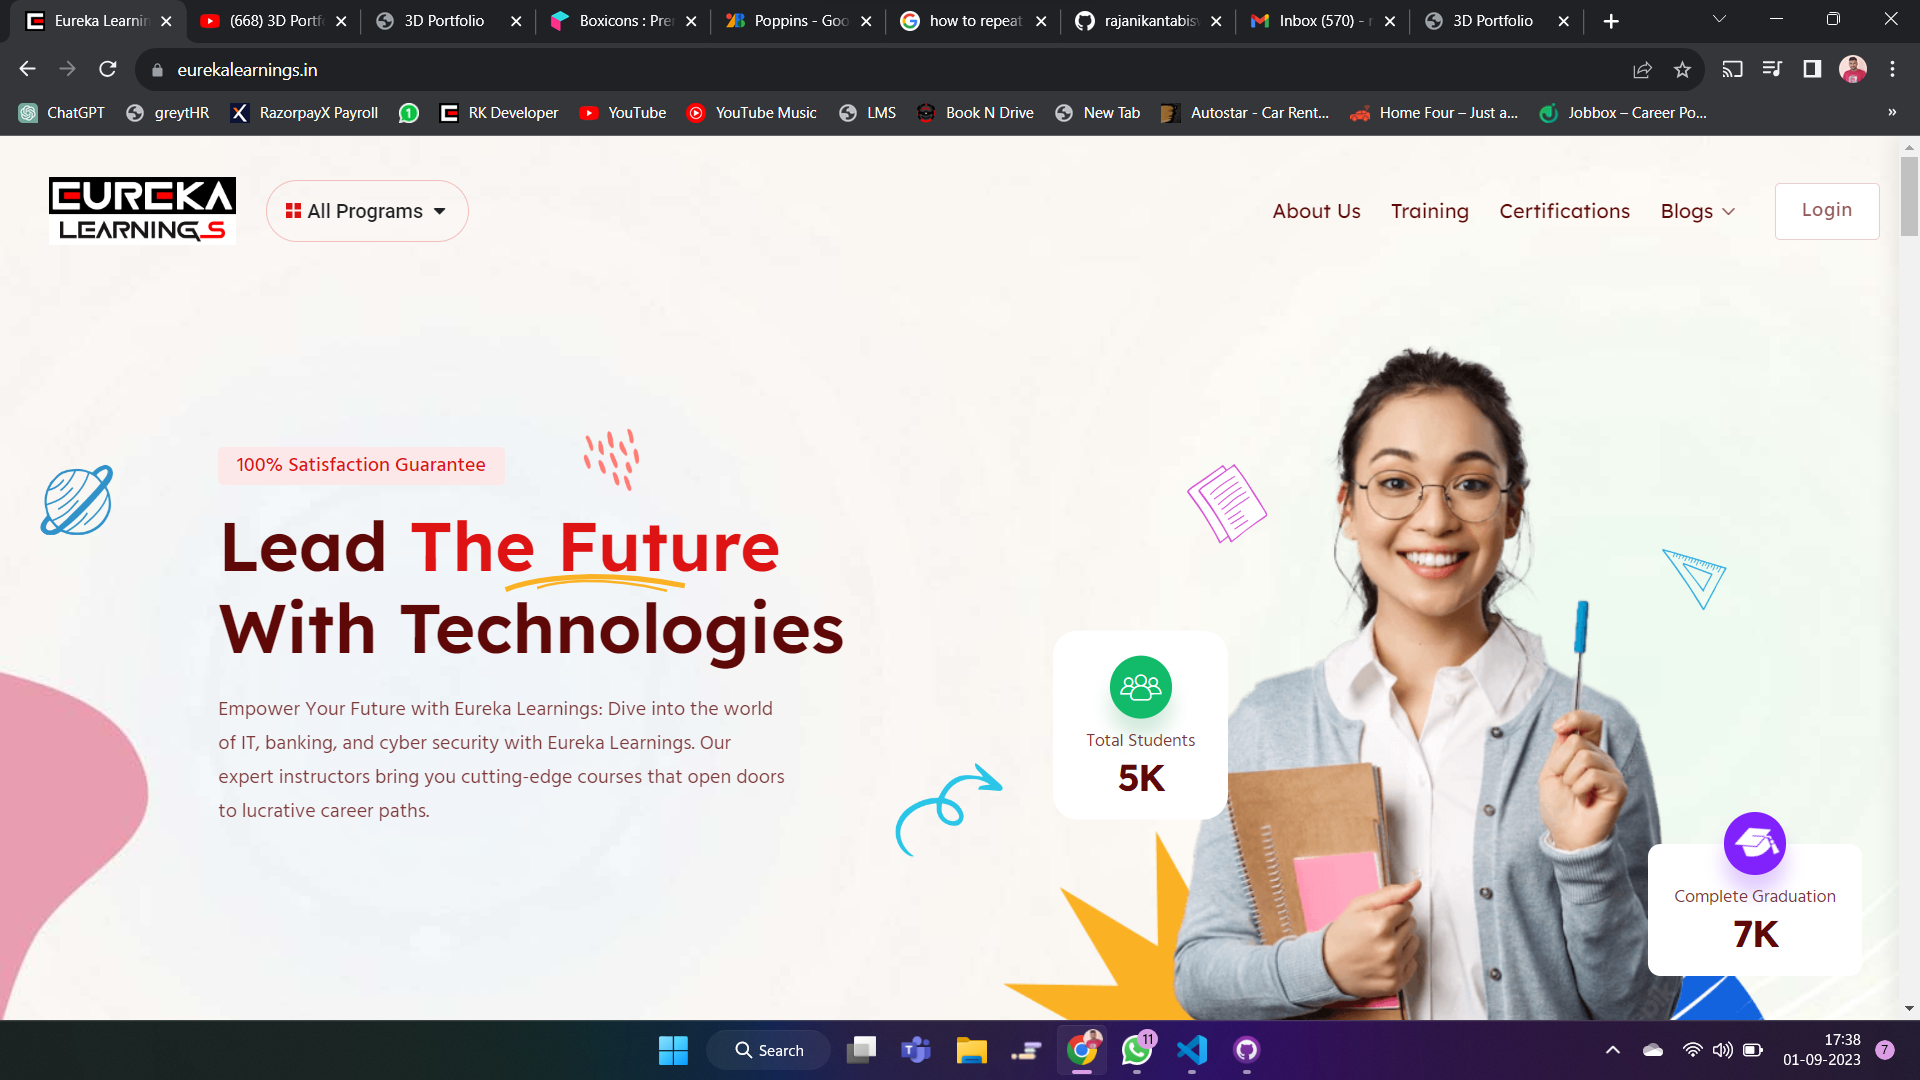 Eureka Learnin
(668) 3D Portf
3D Portfolio
Boxicons : Pre
Poppins - Goo
how to repeat
rajanikantabis
Inbox (570) - r
3D Portfolio
eurekalearnings.in
ChatGPT
greytHR
RazorpayX Payroll
1
RK Developer
YouTube
YouTube Music
LMS
Book N Drive
New Tab
Autostar - Car Rent...
Home Four – Just a...
Jobbox – Career Po...
»
EUREKA
LEARNINGS
All Programs
About Us
Training
Certifications
Blogs
Login
100% Satisfaction Guarantee
Lead The Future
With Technologies
Empower Your Future with Eureka Learnings: Dive into the world
of IT, banking, and cyber security with Eureka Learnings. Our
expert instructors bring you cutting-edge courses that open doors
to lucrative career paths.
Total Students
5K
Complete Graduation
7K
Search
11
17:38
01-09-2023
7